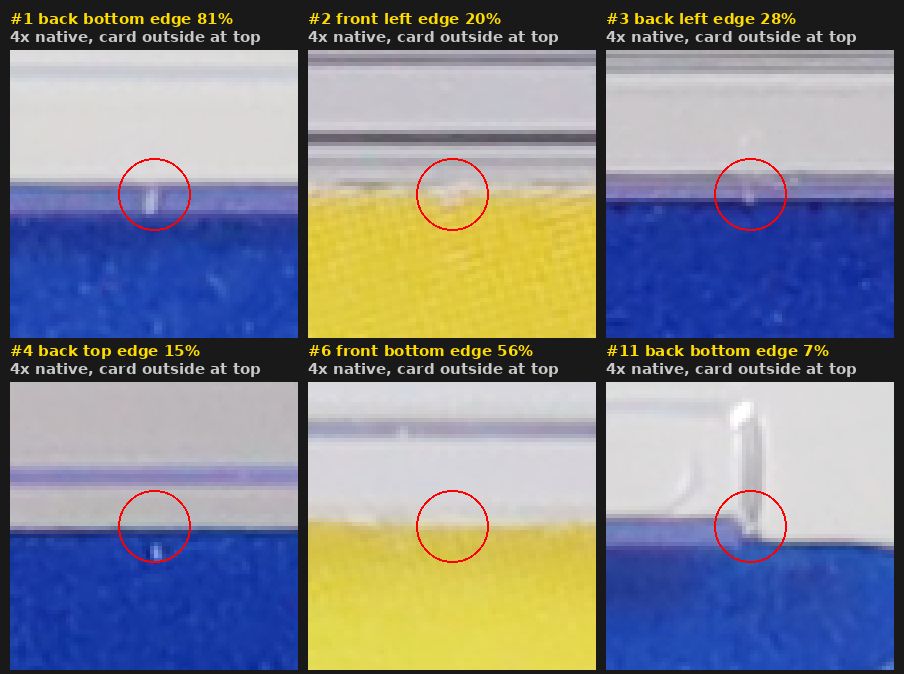 #1 back bottom edge 81%
4x native, card outside at top
#2 front left edge 20%
4x native, card outside at top
#3 back left edge 28%
4x native, card outside at top
#4 back top edge 15%
4x native, card outside at top
#6 front bottom edge 56%
4x native, card outside at top
#11 back bottom edge 7%
4x native, card outside at top